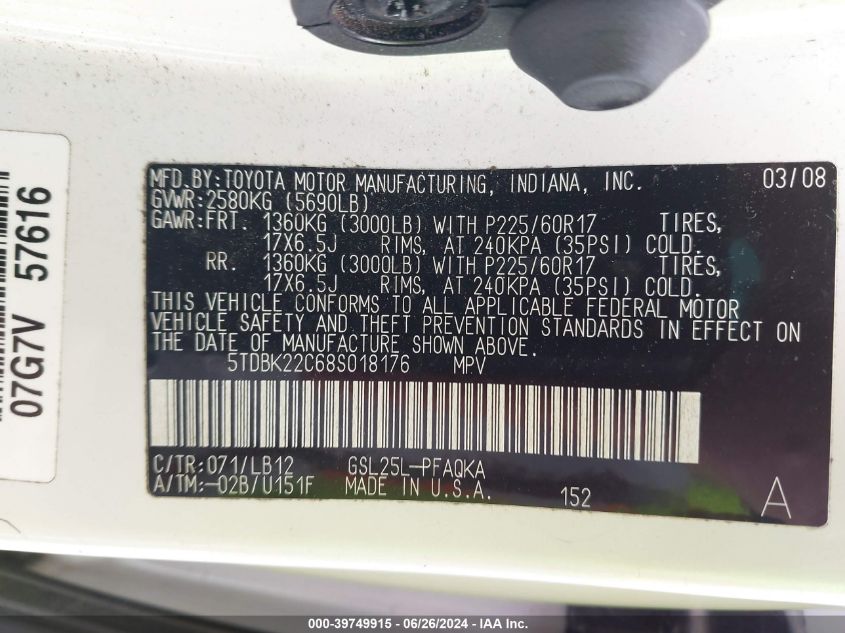 MFD.BY:TOYOTA MOTOR MANUFACTURING, INDIANA, INC. 03/08
GVWR:2580KG (5690LB)
GAWR:FRT. 1360KG (3000LB) WITH P225/60R17 TIRES,
17X6.5J RIMS, AT 240KPA (35PSI) COLD.
RR. 1360KG (3000LB) WITH P225/60R17 TIRES,
17X6.5J RIMS, AT 240KPA (35PSI) COLD.
THIS VEHICLE CONFORMS TO ALL APPLICABLE FEDERAL MOTOR
VEHICLE SAFETY AND THEFT PREVENTION STANDARDS IN EFFECT ON
THE DATE OF MANUFACTURE SHOWN ABOVE.
5TDBK22C68S018176 MPV
C/TR:071/LB12 GSL25L-PFAQKA
A/TM:-02B/U151F MADE IN U.S.A. 152 A
07G7V 57616
000-39749915 - 06/26/2024 - IAA Inc.